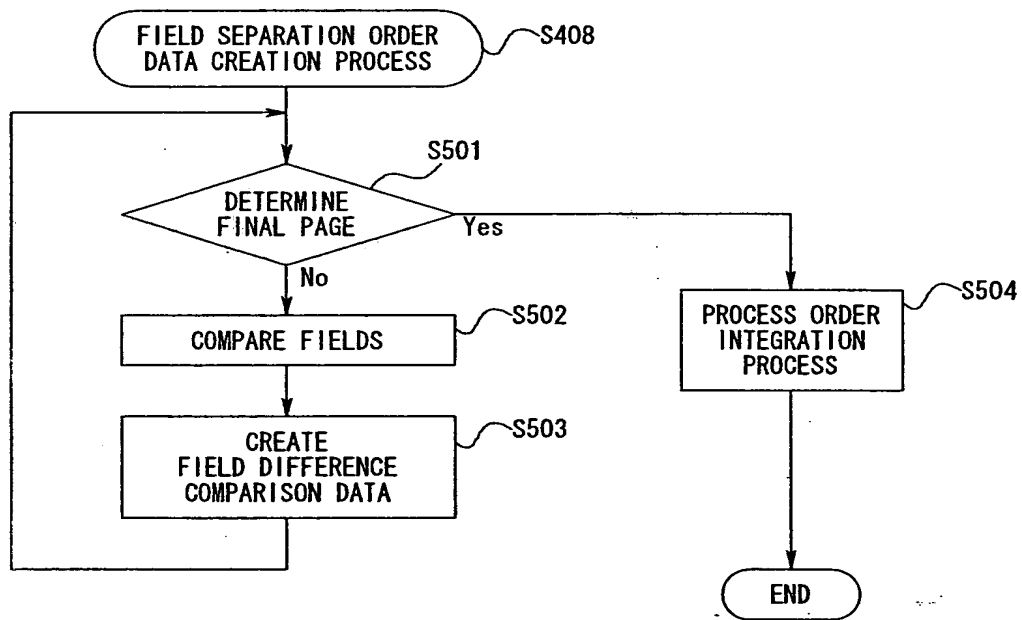 FIELD SEPARATION ORDER
DATA CREATION PROCESS
S408
S501
DETERMINE
FINAL PAGE
Yes
No
S502
COMPARE FIELDS
S503
CREATE
FIELD DIFFERENCE
COMPARISON DATA
S504
PROCESS ORDER
INTEGRATION
PROCESS
END